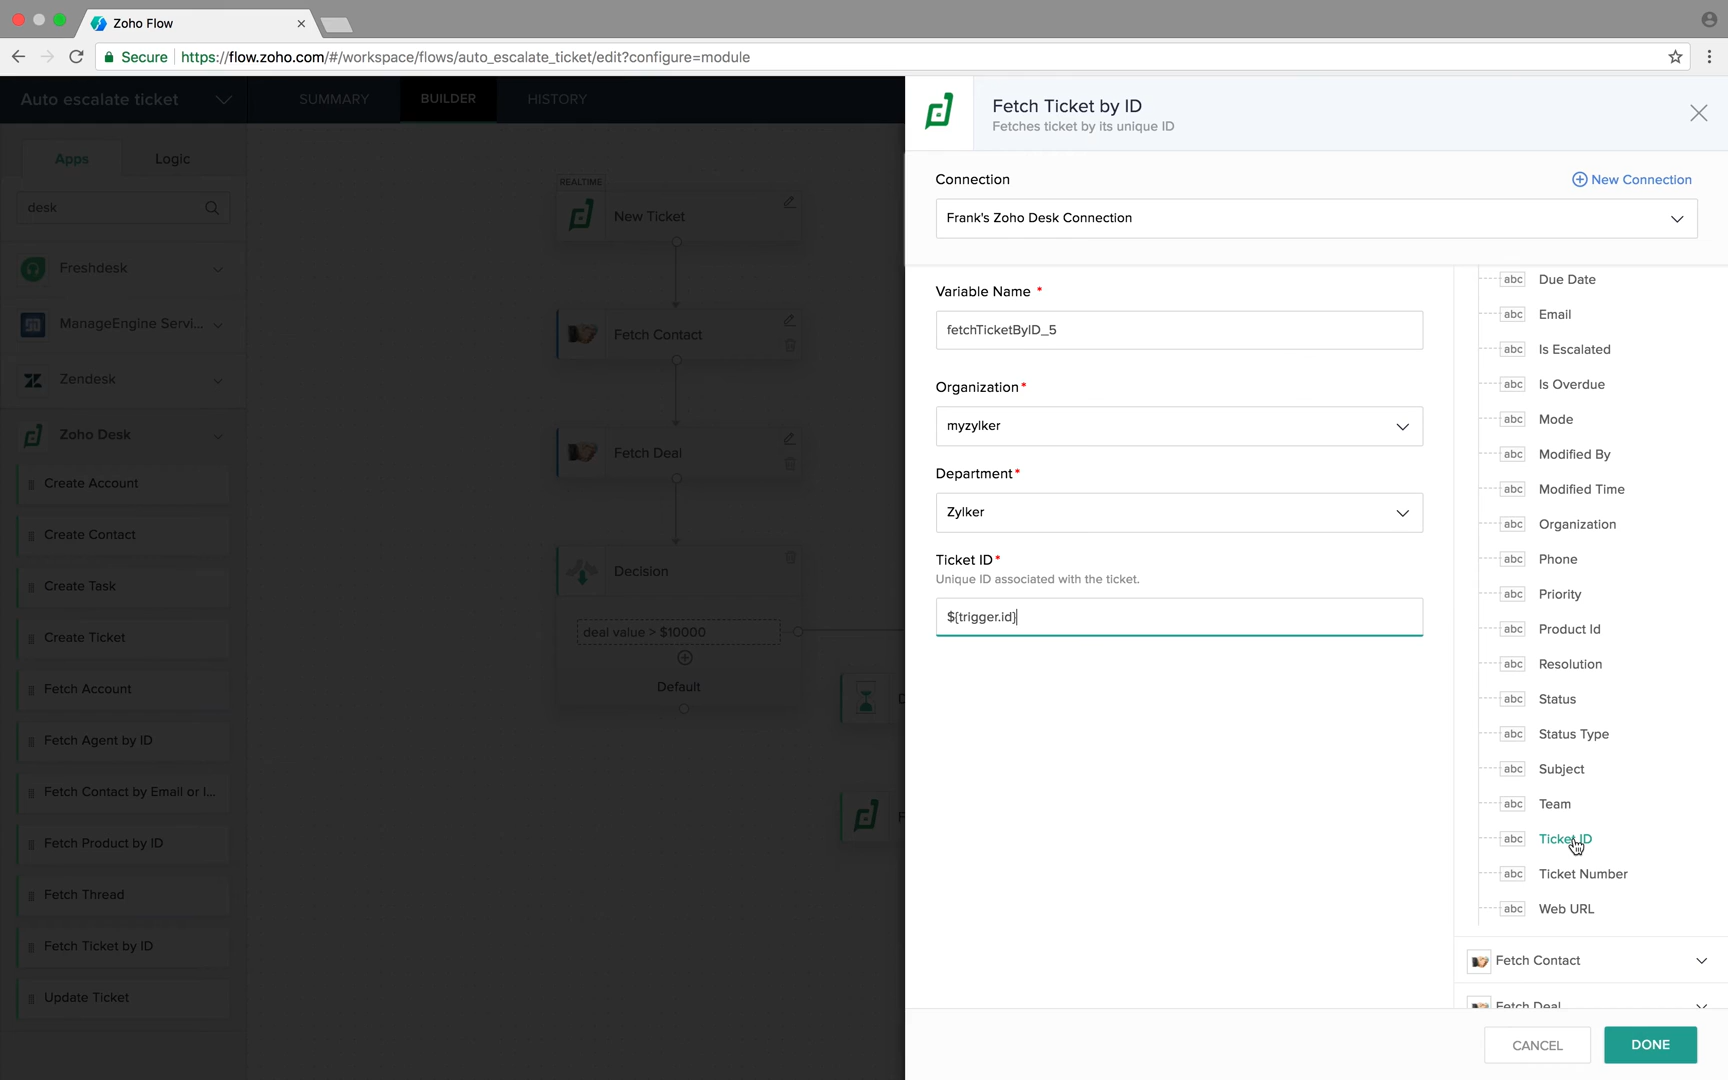 Zoho Flow
Secure https://flow.zoho.com/#/workspace/flows/auto_escalate_ticket/edit?configure=module
Auto escalate ticket
SUMMARY
BUILDER
HISTORY
Apps
Logic
desk
Freshdesk
ManageEngine Servi...
Zendesk
Zoho Desk
Create Account
Create Contact
Create Task
Create Ticket
Fetch Account
Fetch Agent by ID
Fetch Contact by Email or I...
Fetch Product by ID
Fetch Thread
Fetch Ticket by ID
Update Ticket
REALTIME
New Ticket
Fetch Contact
Fetch Deal
Decision
deal value > $10000
Default
D
F
Fetch Ticket by ID
Fetches ticket by its unique ID
Connection
New Connection
Frank's Zoho Desk Connection
Variable Name *
fetchTicketByID_5
Organization*
myzylker
Department*
Zylker
Ticket ID*
Unique ID associated with the ticket.
${trigger.id}
abc Due Date
abc Email
abc Is Escalated
abc Is Overdue
abc Mode
abc Modified By
abc Modified Time
abc Organization
abc Phone
abc Priority
abc Product Id
abc Resolution
abc Status
abc Status Type
abc Subject
abc Team
abc Ticket ID
abc Ticket Number
abc Web URL
Fetch Contact
Fetch Deal
CANCEL
DONE